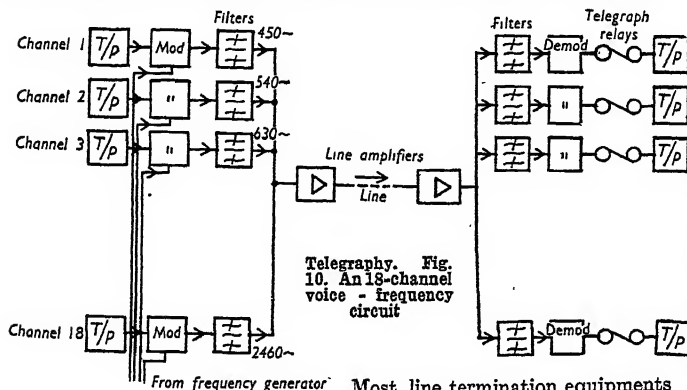 Filters
Filters
Telegraph
relays
Channel 1 T/p Mod 450~ Demod T/p
Channel 2 T/p " 540~ " T/p
Channel 3 T/p " 630~ " T/p
Line amplifiers
Line
Telegraphy. Fig.
10. An 18-channel
voice - frequency
circuit
Channel 18 T/p Mod 2460~ Demod T/p
From frequency generator
Most line termination equipments